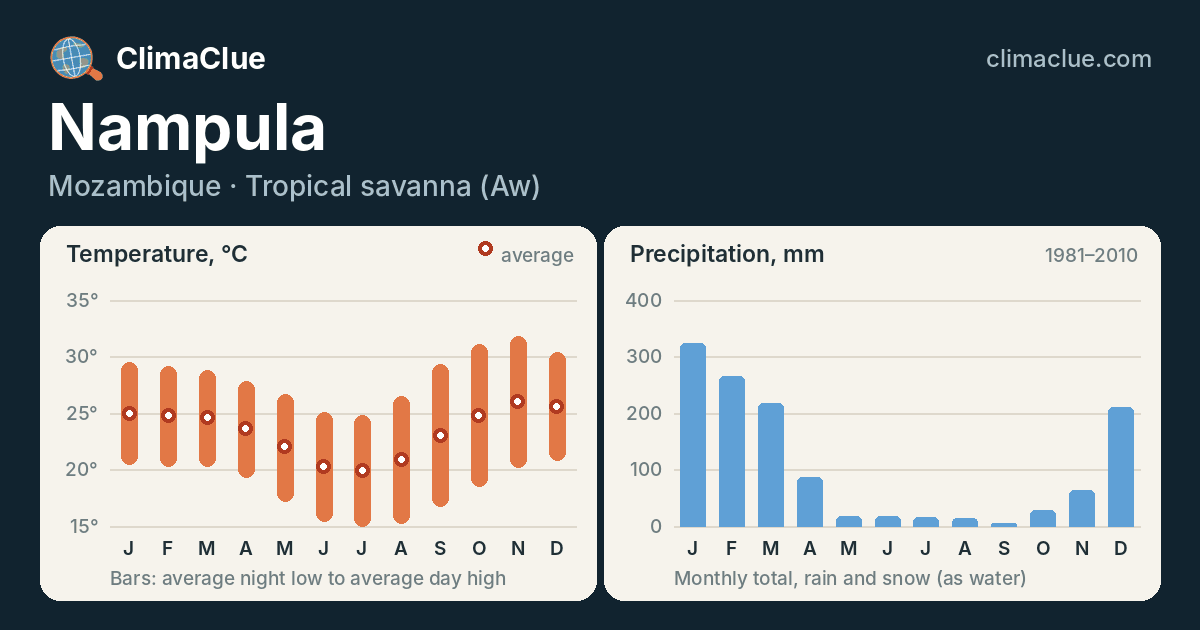 ClimaClue
climaclue.com
Nampula
Mozambique · Tropical savanna (Aw)
Temperature, °C
average
35°
30°
25°
20°
15°
J F M A M J J A S O N D
Bars: average night low to average day high
Precipitation, mm
1981–2010
400
300
200
100
0
J F M A M J J A S O N D
Monthly total, rain and snow (as water)